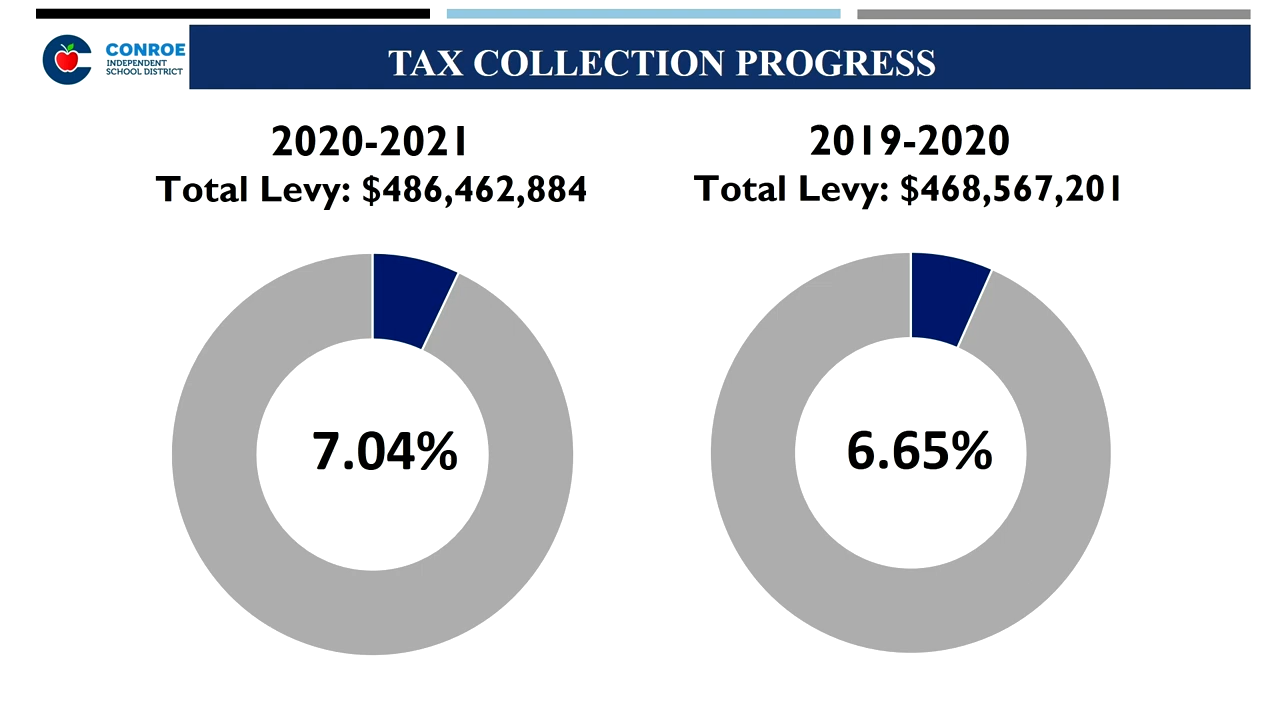 CONROE
INDEPENDENT
SCHOOL DISTRICT
TAX COLLECTION PROGRESS
2020-2021
Total Levy: $486,462,884
2019-2020
Total Levy: $468,567,201
7.04%
6.65%